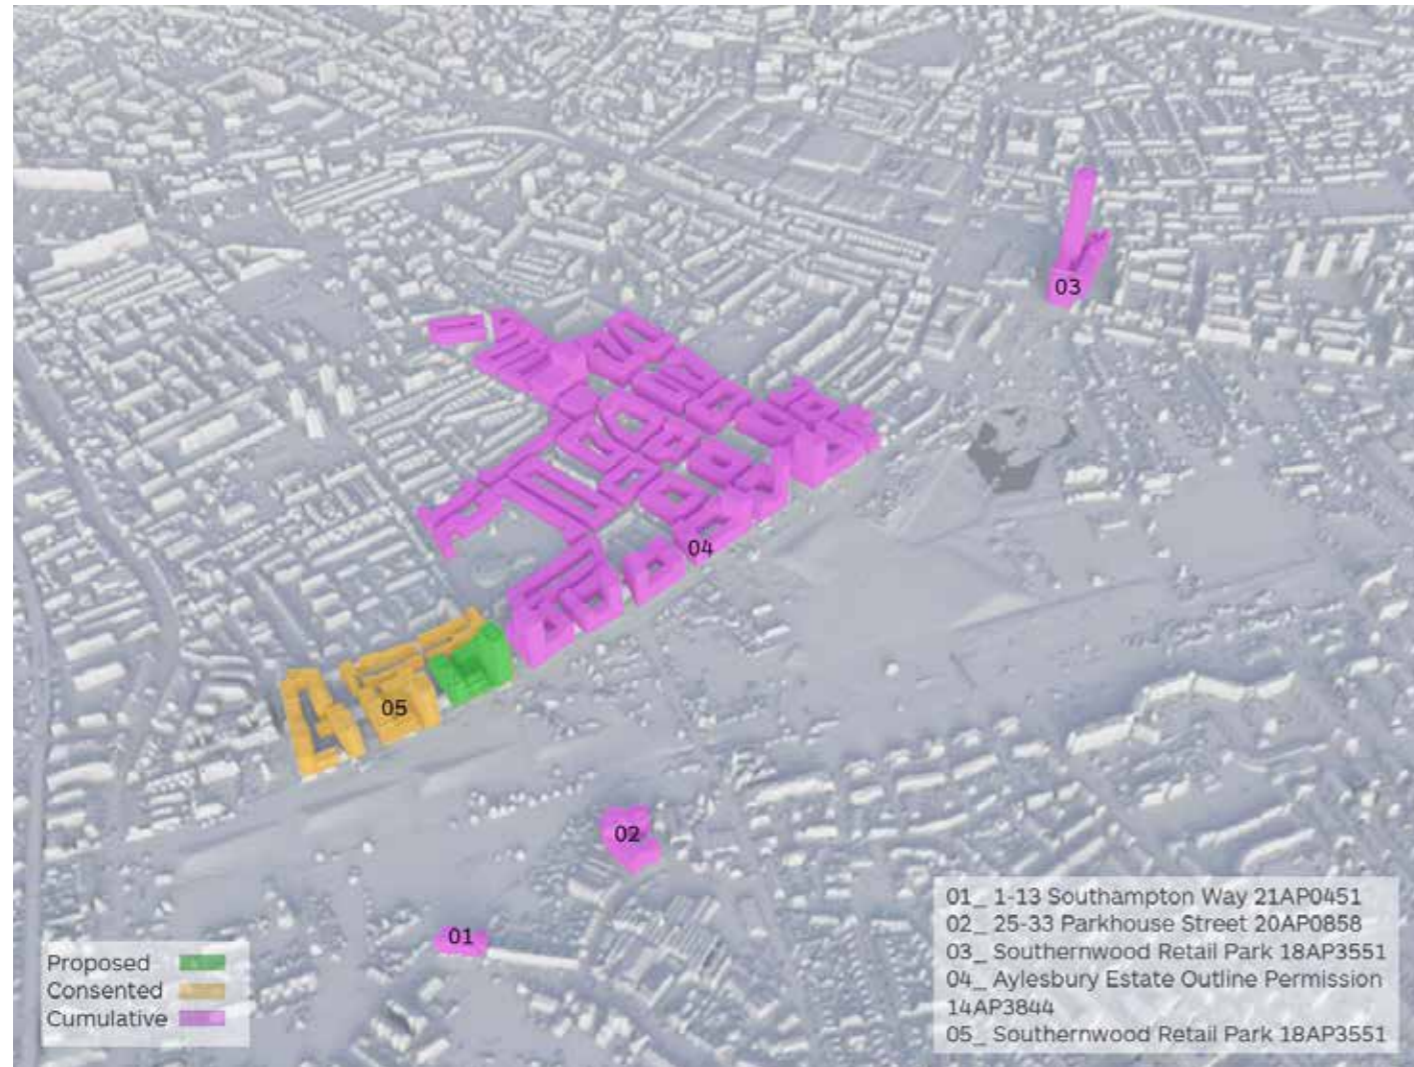 03
04
05
02
01
Proposed
Consented
Cumulative
01_ 1-13 Southampton Way 21AP0451
02_ 25-33 Parkhouse Street 20AP0858
03_ Southernwood Retail Park 18AP3551
04_ Aylesbury Estate Outline Permission
14AP3844
05_ Southernwood Retail Park 18AP3551